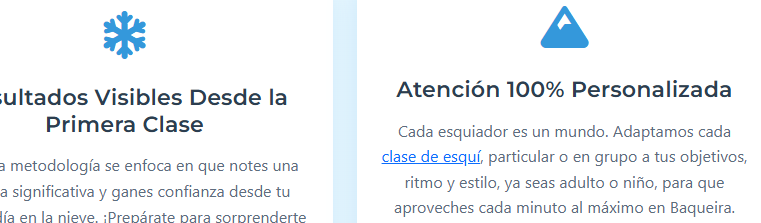 Resultados Visibles Desde la
Primera Clase
metodología se enfoca en que notes una
significativa y ganes confianza desde tu
día en la nieve. ¡Prepárate para sorprenderte
Atención 100% Personalizada
Cada esquiador es un mundo. Adaptamos cada
clase de esquí, particular o en grupo a tus objetivos,
ritmo y estilo, ya seas adulto o niño, para que
aproveches cada minuto al máximo en Baqueira.